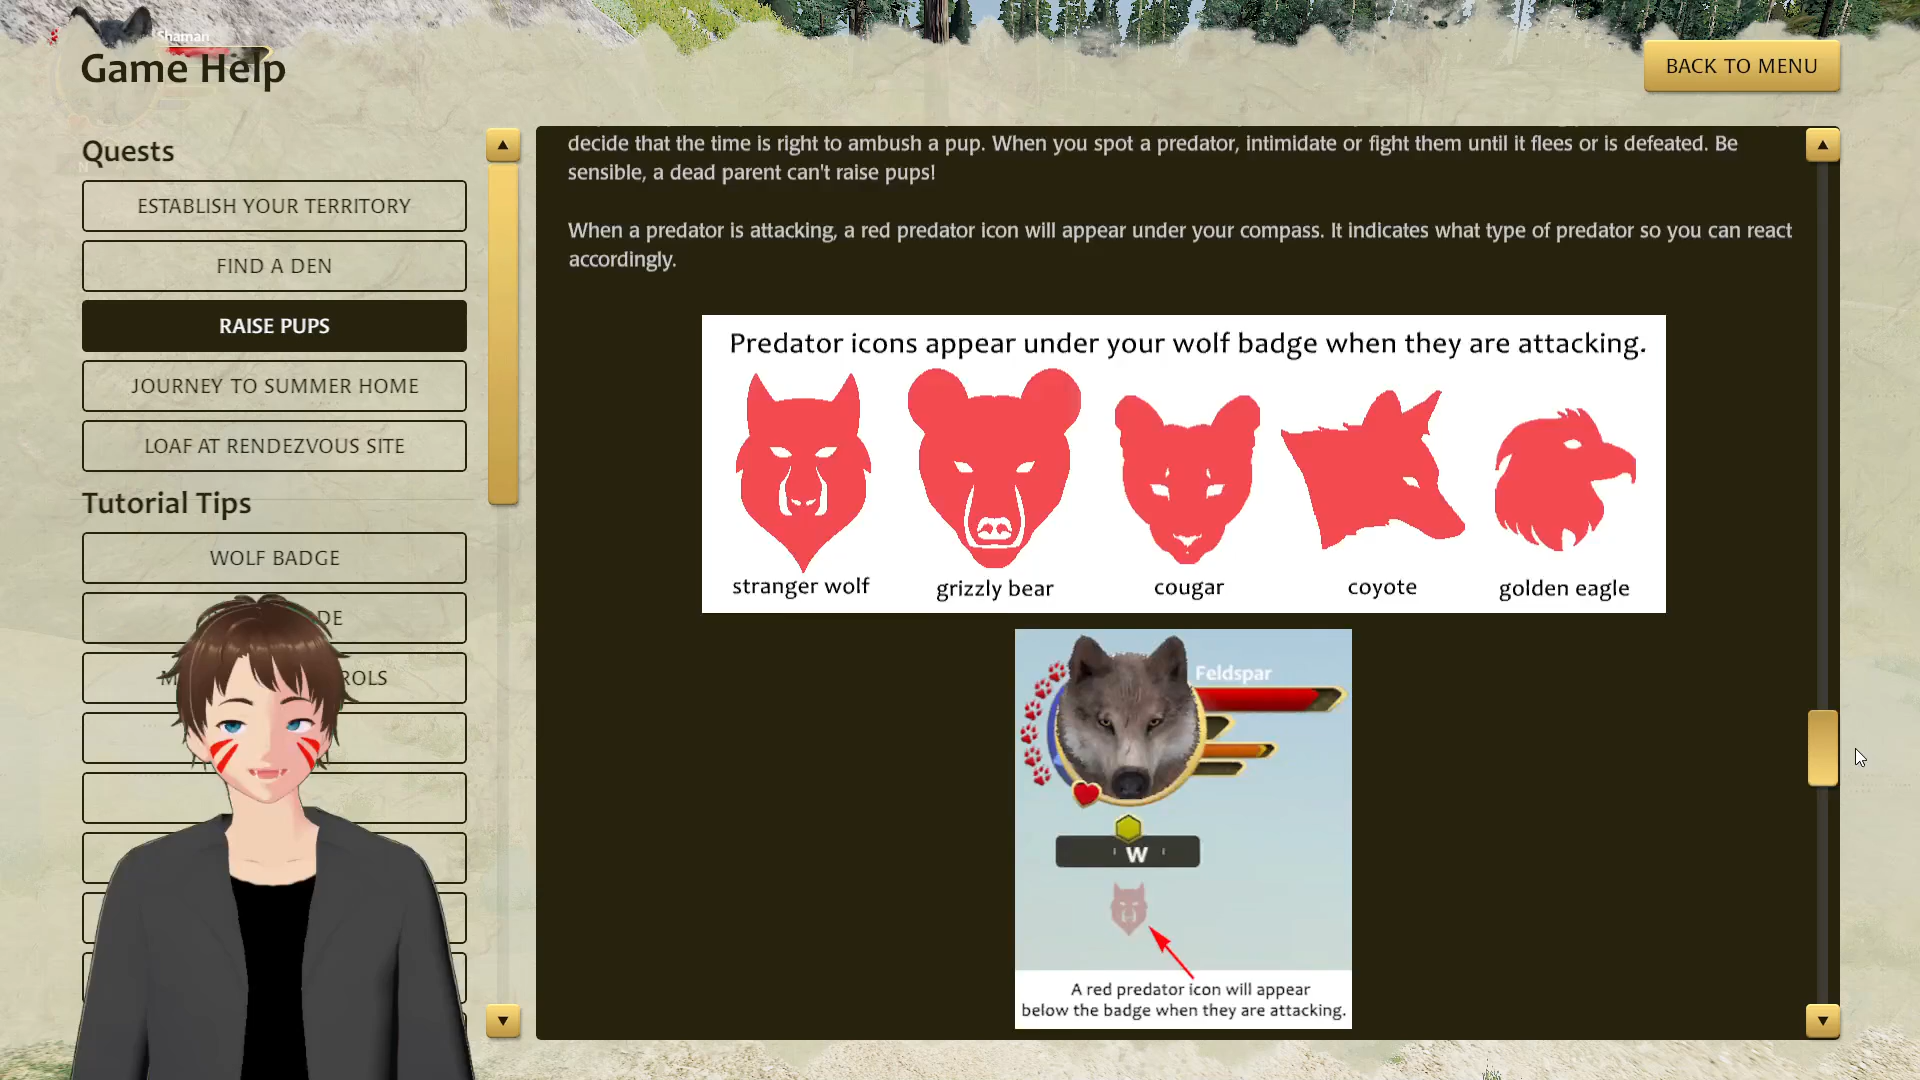 Shaman
Game Help
BACK TO MENU
Quests
ESTABLISH YOUR TERRITORY
FIND A DEN
RAISE PUPS
JOURNEY TO SUMMER HOME
LOAF AT RENDEZVOUS SITE
Tutorial Tips
WOLF BADGE
decide that the time is right to ambush a pup. When you spot a predator, intimidate or fight them until it flees or is defeated. Be
sensible, a dead parent can't raise pups!
When a predator is attacking, a red predator icon will appear under your compass. It indicates what type of predator so you can react
accordingly.
Predator icons appear under your wolf badge when they are attacking.
stranger wolf
grizzly bear
cougar
coyote
golden eagle
Feldspar
W
A red predator icon will appear
below the badge when they are attacking.